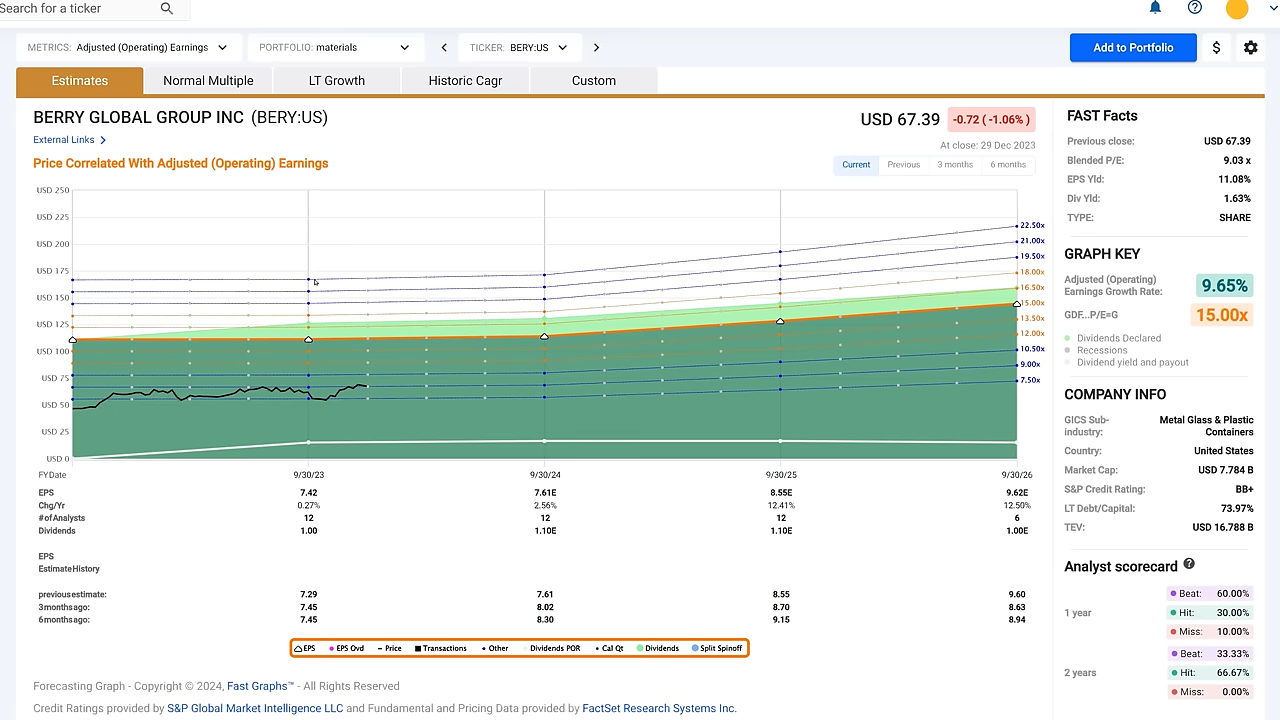 Search for a ticker
METRICS: Adjusted (Operating) Earnings PORTFOLIO: materials TICKER: BERY:US Add to Portfolio $
Estimates Normal Multiple LT Growth Historic Cagr Custom
BERRY GLOBAL GROUP INC (BERY:US) USD 67.39 -0.72 ( -1.06% )
External Links
At close: 29 Dec 2023
Price Correlated With Adjusted (Operating) Earnings
Current Previous 3 months 6 months
USD 250
USD 225
USD 200
USD 175
USD 150
USD 125
USD 100
USD 75
USD 50
USD 25
USD 0
22.50x
21.00x
19.50x
18.00x
16.50x
15.00x
13.50x
12.00x
10.50x
9.00x
7.50x
FYDate 9/30/23 9/30/24 9/30/25 9/30/26
EPS 7.42 7.61E 8.55E 9.62E
Chg/Yr 0.27% 2.56% 12.41% 12.50%
#ofAnalysts 12 12 12 6
Dividends 1.00 1.10E 1.10E 1.00E
EPS
EstimateHistory
previousestimate: 7.29 7.61 8.55 9.60
3monthsago: 7.45 8.02 8.70 8.63
6monthsago: 7.45 8.30 9.15 8.94
EPS EPS Ovd Price Transactions Other Dividends POR Cal Qt Dividends Split Spinoff
Forecasting Graph - Copyright © 2024, Fast Graphs™ - All Rights Reserved
Credit Ratings provided by S&P Global Market Intelligence LLC and Fundamental and Pricing Data provided by FactSet Research Systems Inc.
FAST Facts
Previous close: USD 67.39
Blended P/E: 9.03 x
EPS Yld: 11.08%
Div Yld: 1.63%
TYPE: SHARE
GRAPH KEY
Adjusted (Operating)
Earnings Growth Rate: 9.65%
GDF...P/E=G 15.00x
Dividends Declared
Recessions
Dividend yield and payout
COMPANY INFO
GICS Sub-
industry: Metal Glass & Plastic
Containers
Country: United States
Market Cap: USD 7.784 B
S&P Credit Rating: BB+
LT Debt/Capital: 73.97%
TEV: USD 16.788 B
Analyst scorecard ?
1 year
Beat: 60.00%
Hit: 30.00%
Miss: 10.00%
2 years
Beat: 33.33%
Hit: 66.67%
Miss: 0.00%